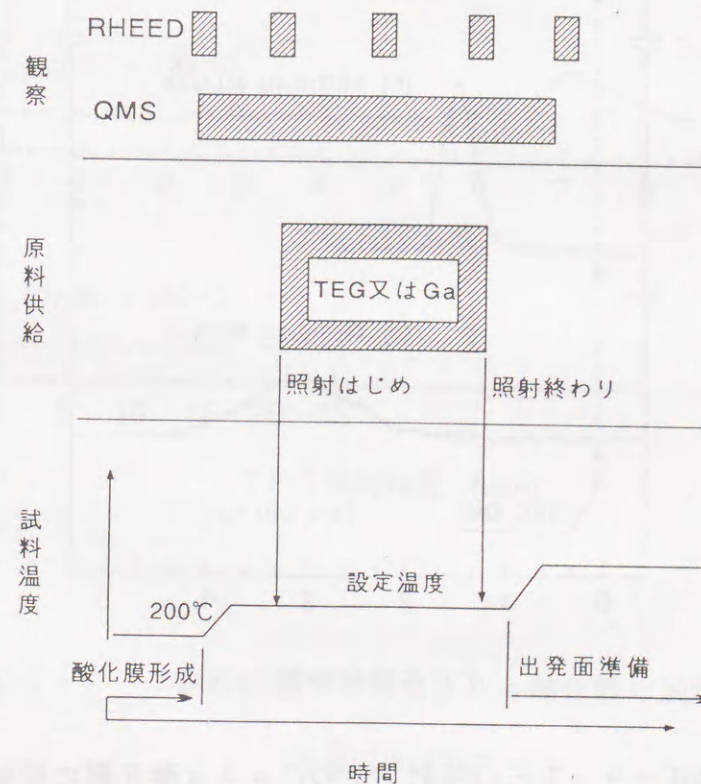 RHEED
観察
QMS
原料供給
TEG又はGa
照射はじめ
照射終わり
試料温度
設定温度
200℃
酸化膜形成
出発面準備
時間